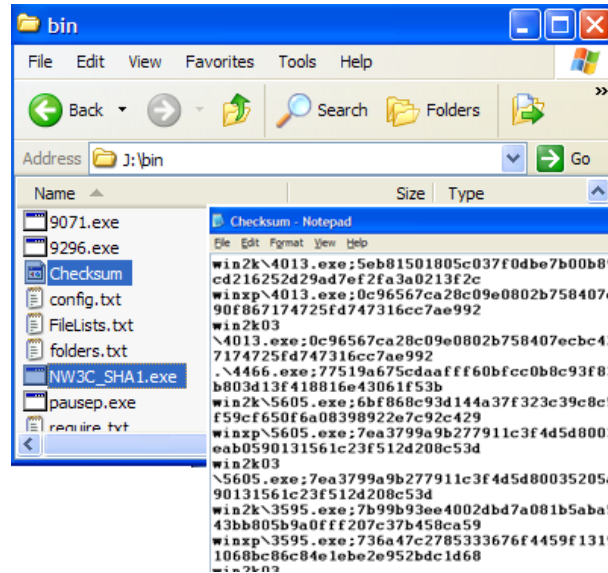 bin
File Edit View Favorites Tools Help
Back Search Folders
Address J:\bin Go
Name Size Type
9071.exe
9296.exe
Checksum
config.txt
FileLists.txt
folders.txt
NW3C_SHA1.exe
pausep.exe
require.txt
Checksum - Notepad
File Edit Format View Help
win2k\4013.exe;5eb81501805c037f0dbe7b00b8
cd216252d29ad7ef2fa3a0213f2c
winxp\4013.exe;0c96567ca28c09e0802b758407
90f867174725fd747316cc7ae992
win2k03
\4013.exe;0c96567ca28c09e0802b758407ecbc4
7174725fd747316cc7ae992
.\4466.exe;77519a675cdaafff60bfcc0b8c93f8
b803d13f418816e43061f53b
win2k\5605.exe;6bf868c93d144a37f323c39c8c
f59cf650f6a08398922e7c92c429
winxp\5605.exe;7ea3799a9b277911c3f4d5d800
eab0590131561c23f512d208c53d
win2k03
\5605.exe;7ea3799a9b277911c3f4d5d80035205
90131561c23f512d208c53d
win2k\3595.exe;7b99b93ee4002dbd7a081b5aba
43bb805b9a0fff207c37b458ca59
winxp\3595.exe;736a47c2785333676f4459f131
1068bc86c84e1ebe2e952bdc1d68
win2k03